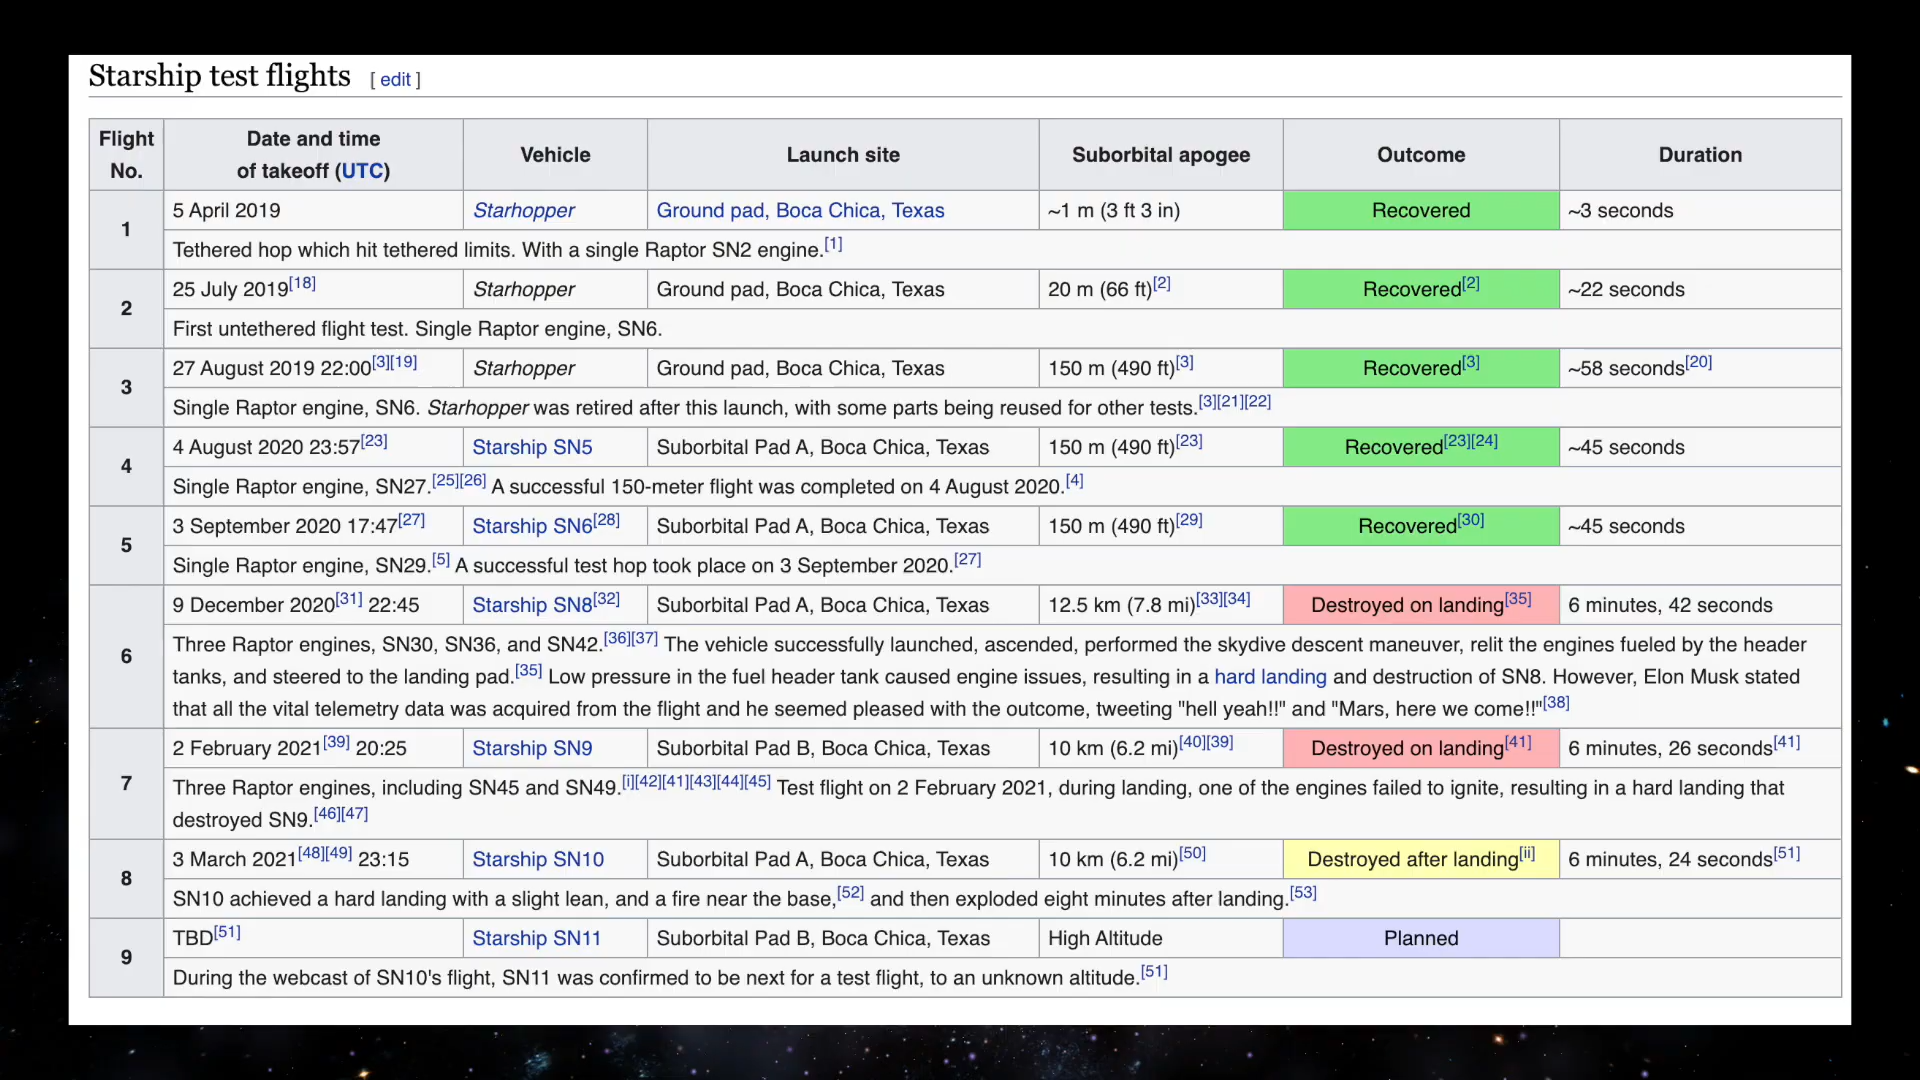 Starship test flights [ edit ]
Flight No. Date and time of takeoff (UTC) Vehicle Launch site Suborbital apogee Outcome Duration
1 5 April 2019 Starhopper Ground pad, Boca Chica, Texas ~1 m (3 ft 3 in) Recovered ~3 seconds
Tethered hop which hit tethered limits. With a single Raptor SN2 engine.[1]
2 25 July 2019[18] Starhopper Ground pad, Boca Chica, Texas 20 m (66 ft)[2] Recovered[2] ~22 seconds
First untethered flight test. Single Raptor engine, SN6.
3 27 August 2019 22:00[3][19] Starhopper Ground pad, Boca Chica, Texas 150 m (490 ft)[3] Recovered[3] ~58 seconds[20]
Single Raptor engine, SN6. Starhopper was retired after this launch, with some parts being reused for other tests.[3][21][22]
4 4 August 2020 23:57[23] Starship SN5 Suborbital Pad A, Boca Chica, Texas 150 m (490 ft)[23] Recovered[23][24] ~45 seconds
Single Raptor engine, SN27.[25][26] A successful 150-meter flight was completed on 4 August 2020.[4]
5 3 September 2020 17:47[27] Starship SN6[28] Suborbital Pad A, Boca Chica, Texas 150 m (490 ft)[29] Recovered[30] ~45 seconds
Single Raptor engine, SN29.[5] A successful test hop took place on 3 September 2020.[27]
6 9 December 2020[31] 22:45 Starship SN8[32] Suborbital Pad A, Boca Chica, Texas 12.5 km (7.8 mi)[33][34] Destroyed on landing[35] 6 minutes, 42 seconds
Three Raptor engines, SN30, SN36, and SN42.[36][37] The vehicle successfully launched, ascended, performed the skydive descent maneuver, relit the engines fueled by the header
tanks, and steered to the landing pad.[35] Low pressure in the fuel header tank caused engine issues, resulting in a hard landing and destruction of SN8. However, Elon Musk stated
that all the vital telemetry data was acquired from the flight and he seemed pleased with the outcome, tweeting "hell yeah!!" and "Mars, here we come!!"[38]
7 2 February 2021[39] 20:25 Starship SN9 Suborbital Pad B, Boca Chica, Texas 10 km (6.2 mi)[40][39] Destroyed on landing[41] 6 minutes, 26 seconds[41]
Three Raptor engines, including SN45 and SN49.[i][42][41][43][44][45] Test flight on 2 February 2021, during landing, one of the engines failed to ignite, resulting in a hard landing that
destroyed SN9.[46][47]
8 3 March 2021[48][49] 23:15 Starship SN10 Suborbital Pad A, Boca Chica, Texas 10 km (6.2 mi)[50] Destroyed after landing[ii] 6 minutes, 24 seconds[51]
SN10 achieved a hard landing with a slight lean, and a fire near the base,[52] and then exploded eight minutes after landing.[53]
9 TBD[51] Starship SN11 Suborbital Pad B, Boca Chica, Texas High Altitude Planned
During the webcast of SN10's flight, SN11 was confirmed to be next for a test flight, to an unknown altitude.[51]